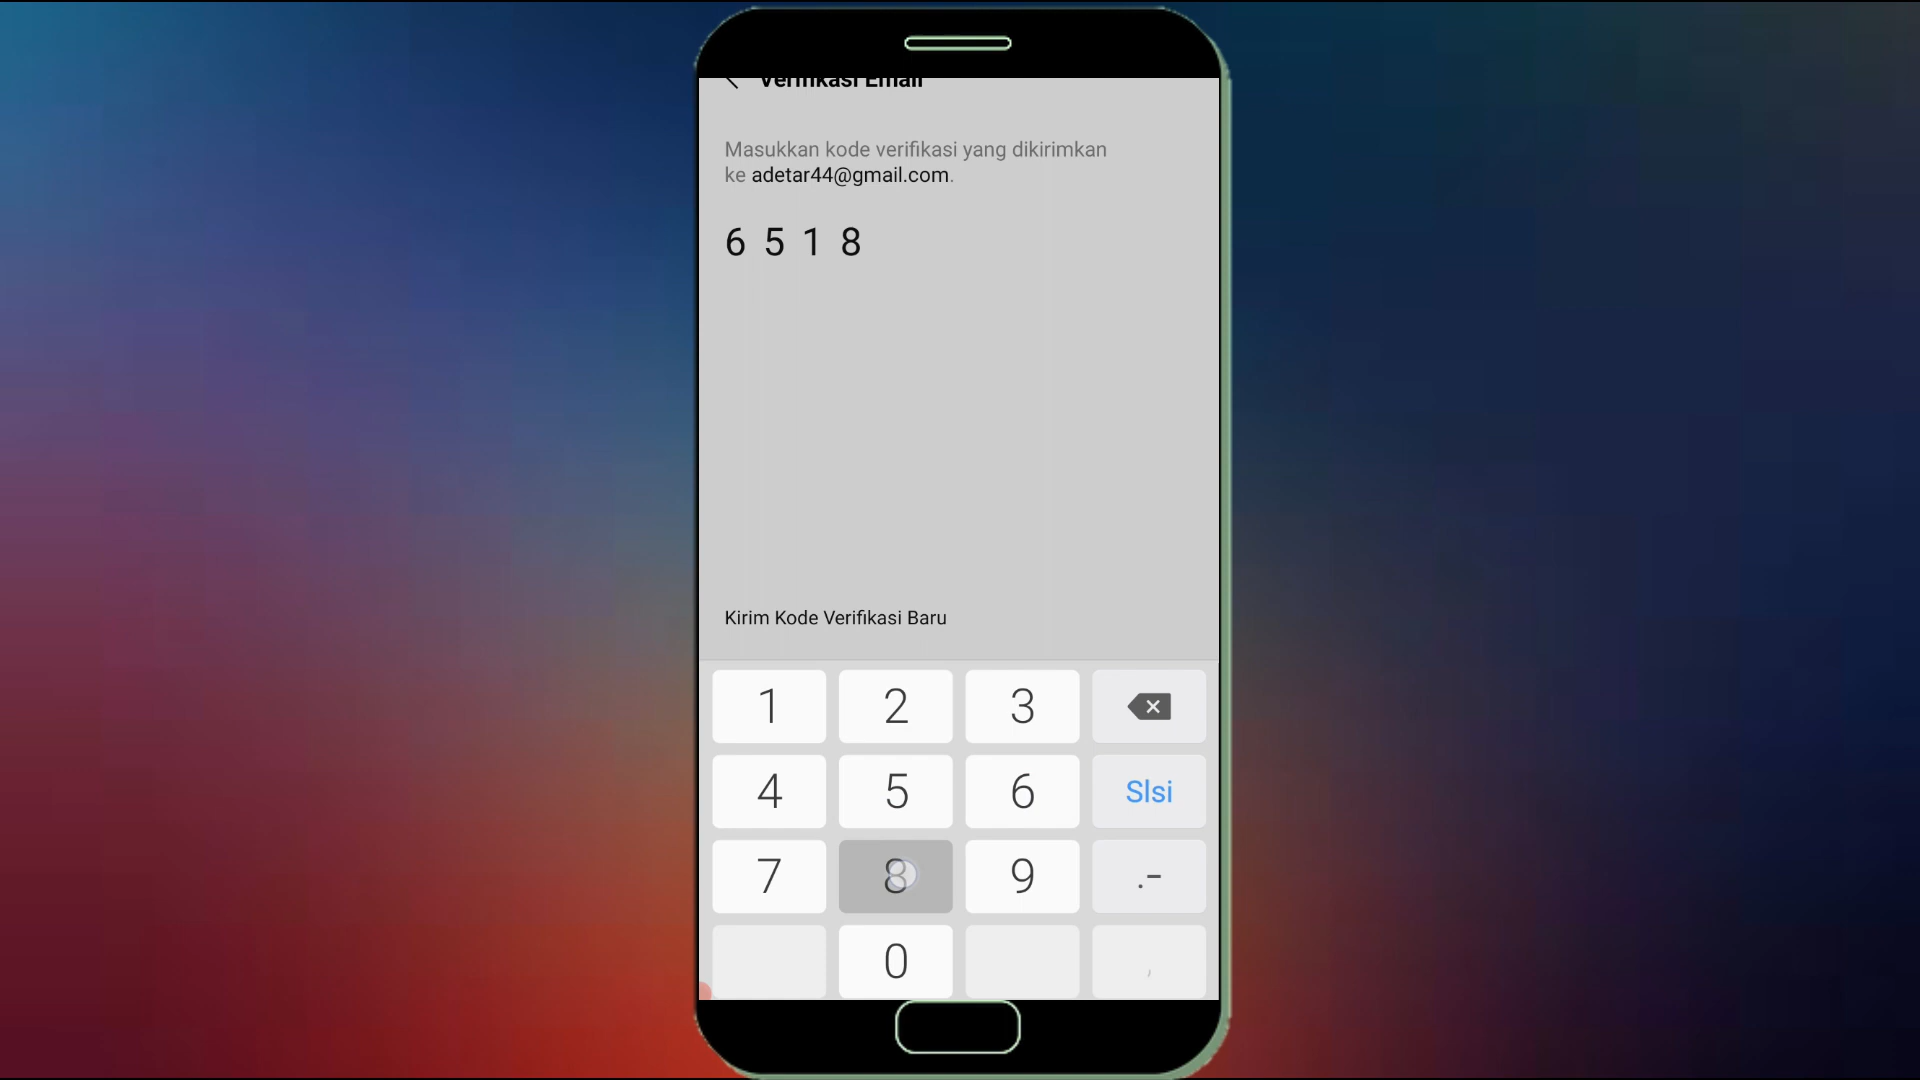 Verifikasi Email
Masukkan kode verifikasi yang dikirimkan
ke adetar44@gmail.com.
6 5 1 8
Kirim Kode Verifikasi Baru
1 2 3
4 5 6 Slsi
7 8 9 .-
0 ,